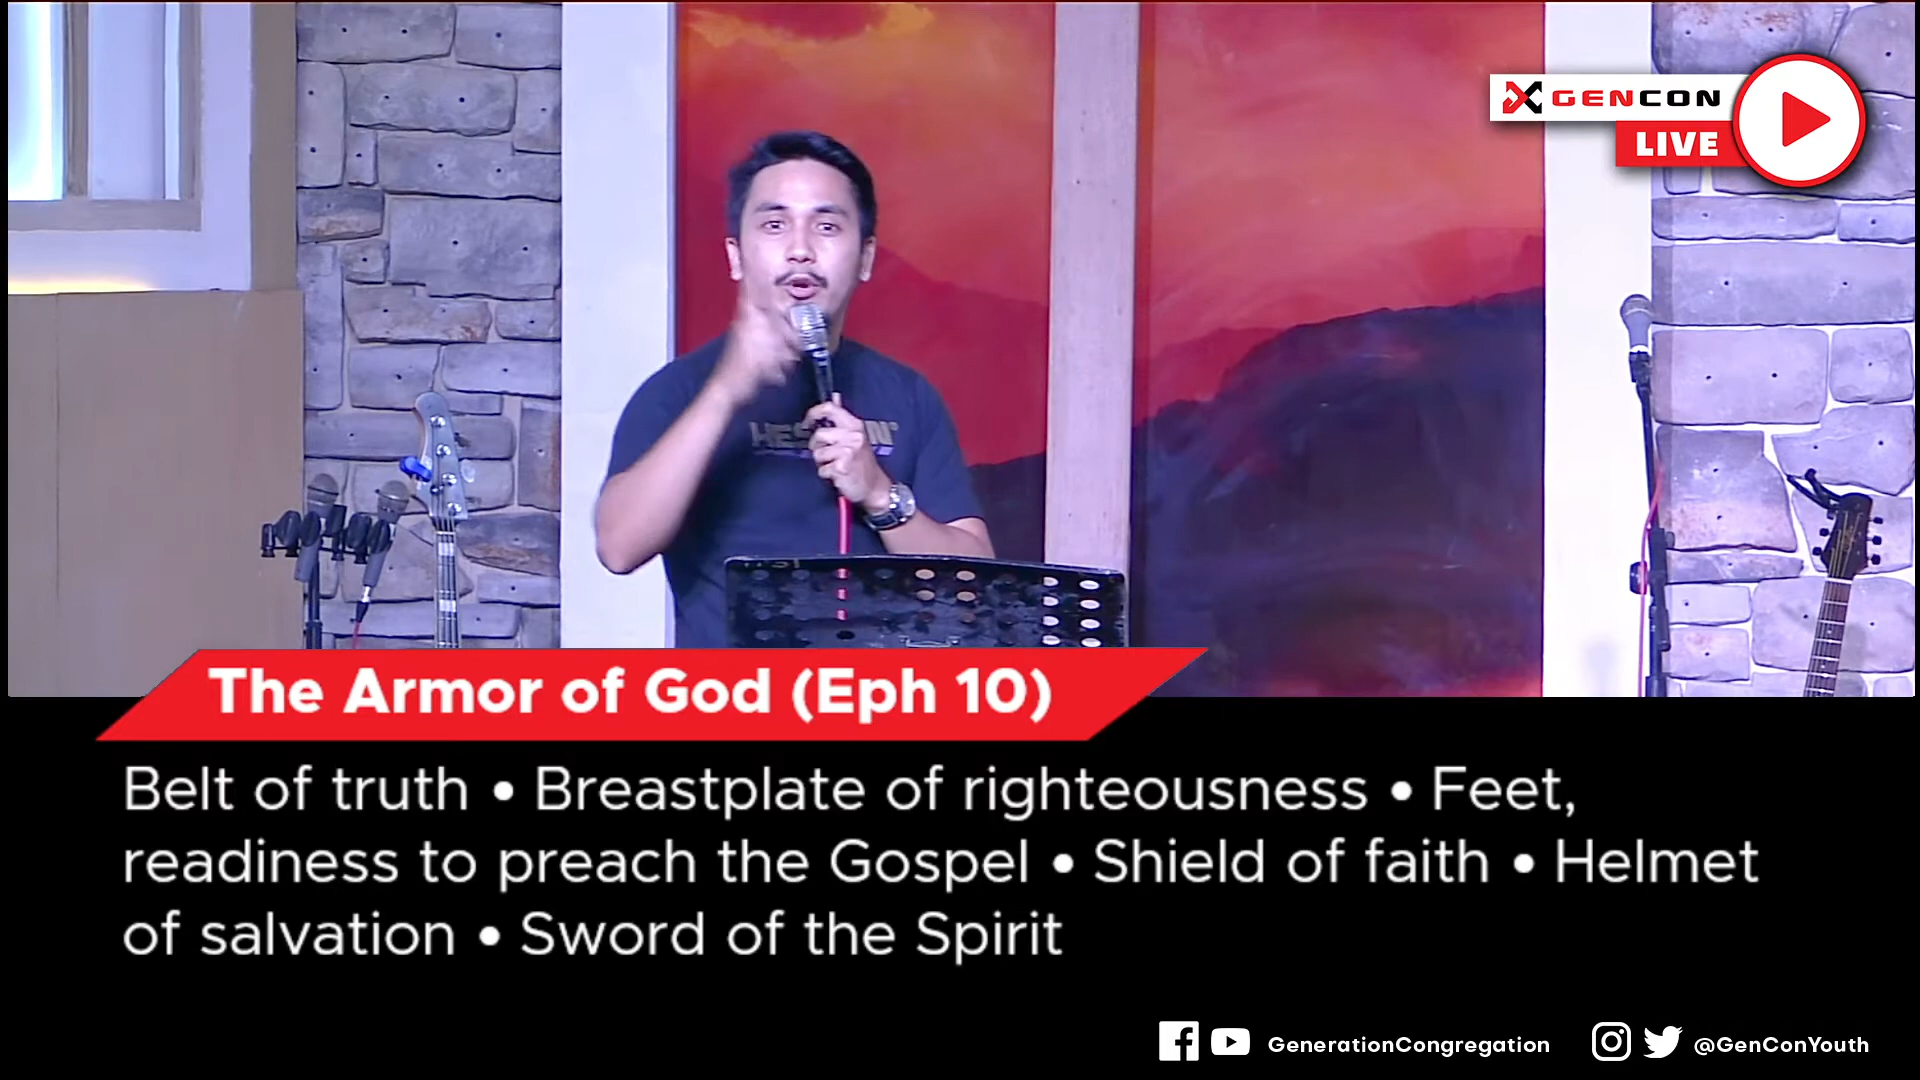 GENCON
LIVE
The Armor of God (Eph 10)
Belt of truth • Breastplate of righteousness • Feet,
readiness to preach the Gospel • Shield of faith • Helmet
of salvation • Sword of the Spirit
GenerationCongregation @GenConYouth